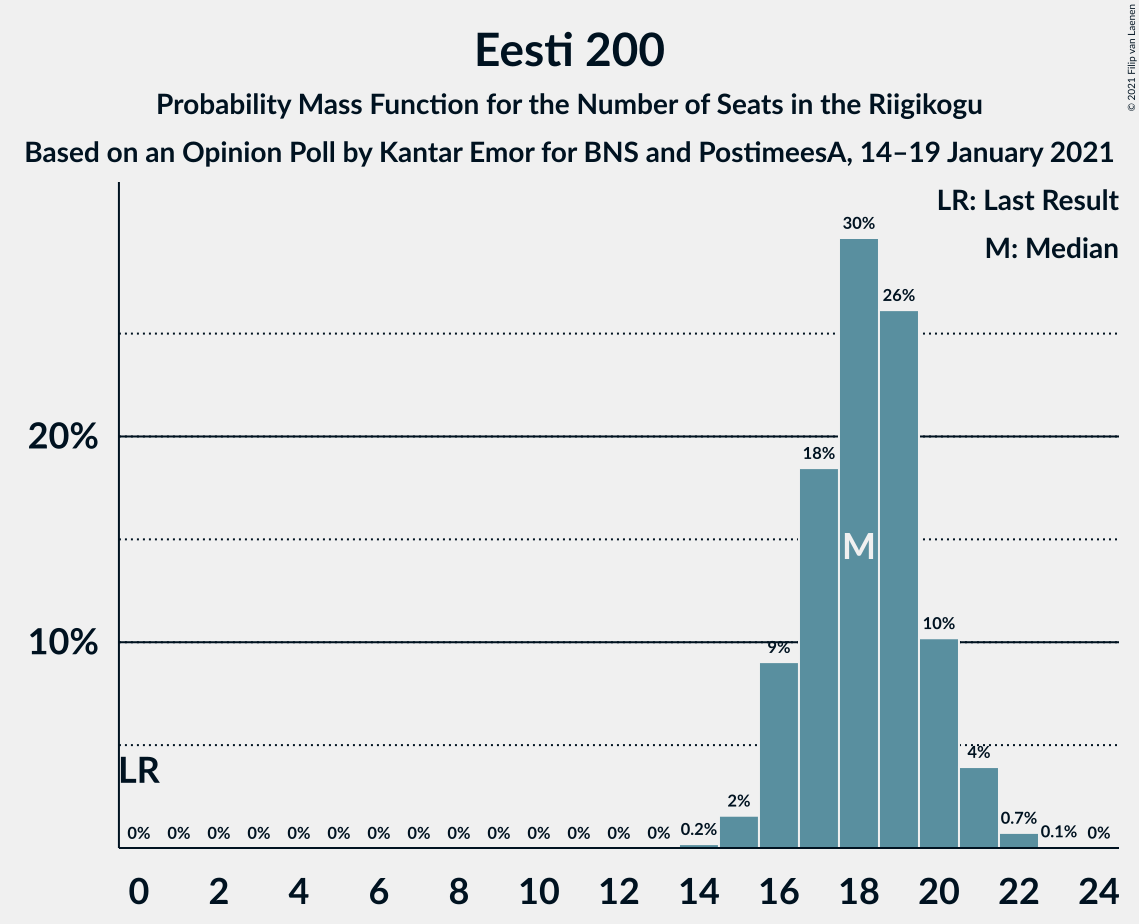 Eesti 200
Probability Mass Function for the Number of Seats in the Riigikogu
Based on an Opinion Poll by Kantar Emor for BNS and PostimeesA, 14–19 January 2021
© 2021 Filip van Laenen
LR: Last Result
M: Median
20%
10%
LR
M
0% 0% 0% 0% 0% 0% 0% 0% 0% 0% 0% 0% 0% 0% 0.2% 2% 9% 18% 30% 26% 10% 4% 0.7% 0.1% 0%
0 2 4 6 8 10 12 14 16 18 20 22 24